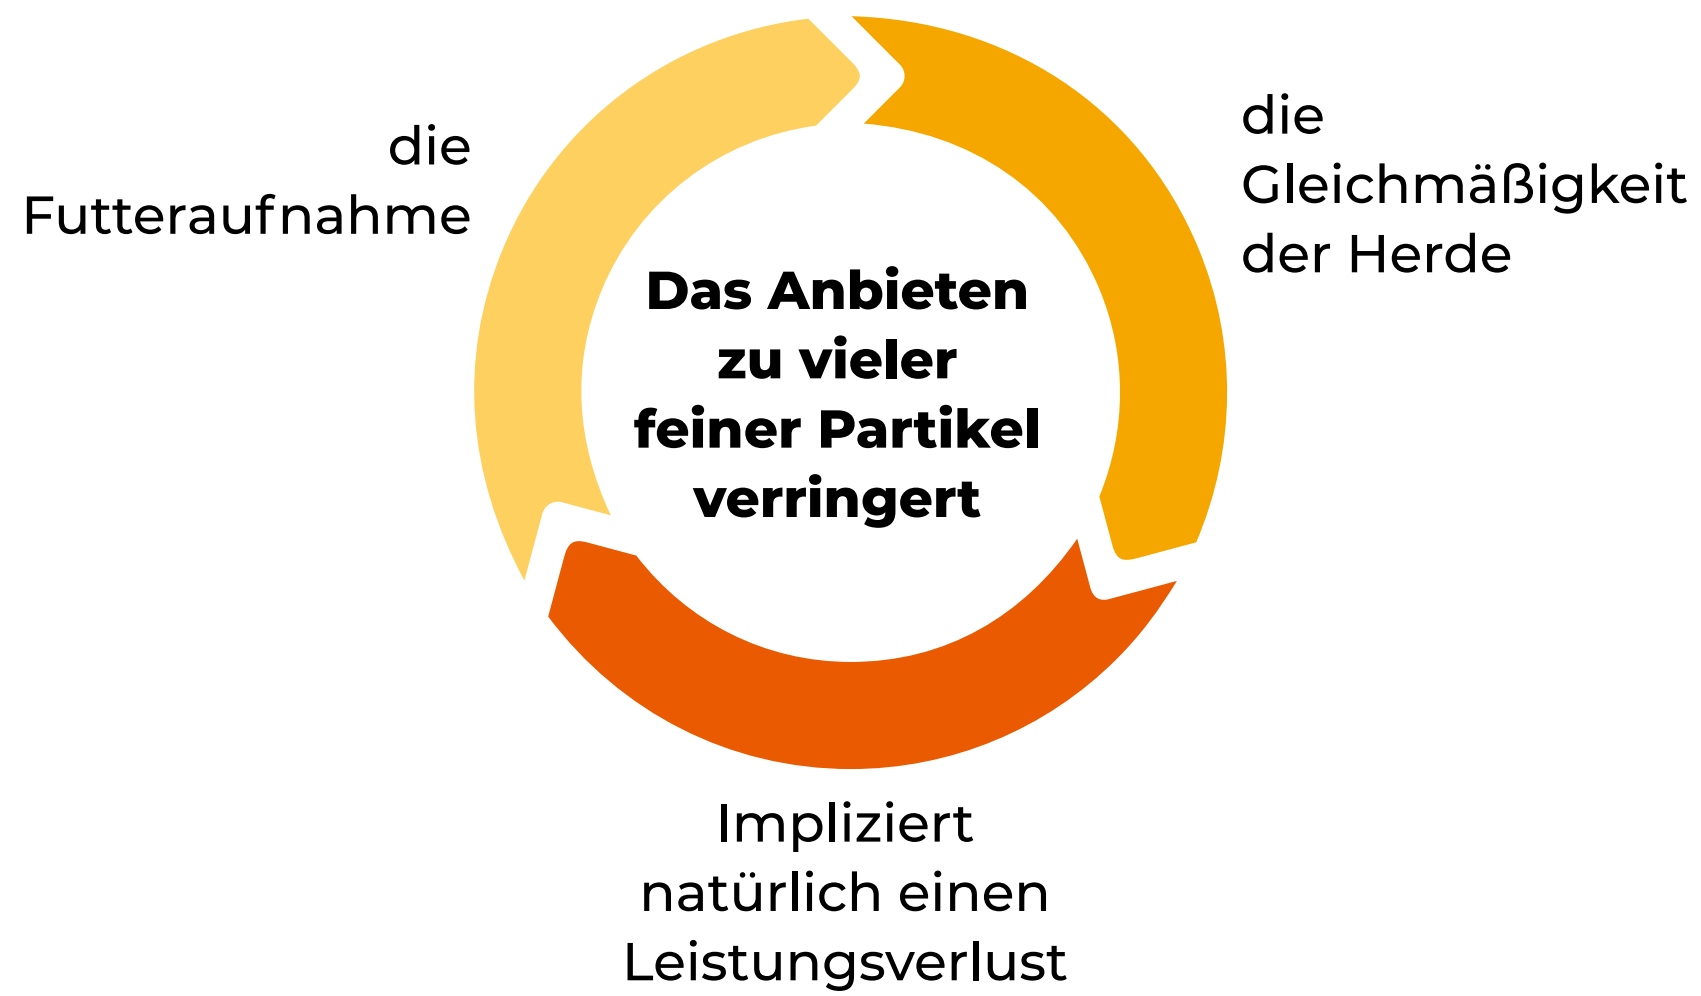 die
Futteraufnahme
die
Gleichmäßigkeit
der Herde
Das Anbieten
zu vieler
feiner Partikel
verringert
Impliziert
natürlich einen
Leistungsverlust